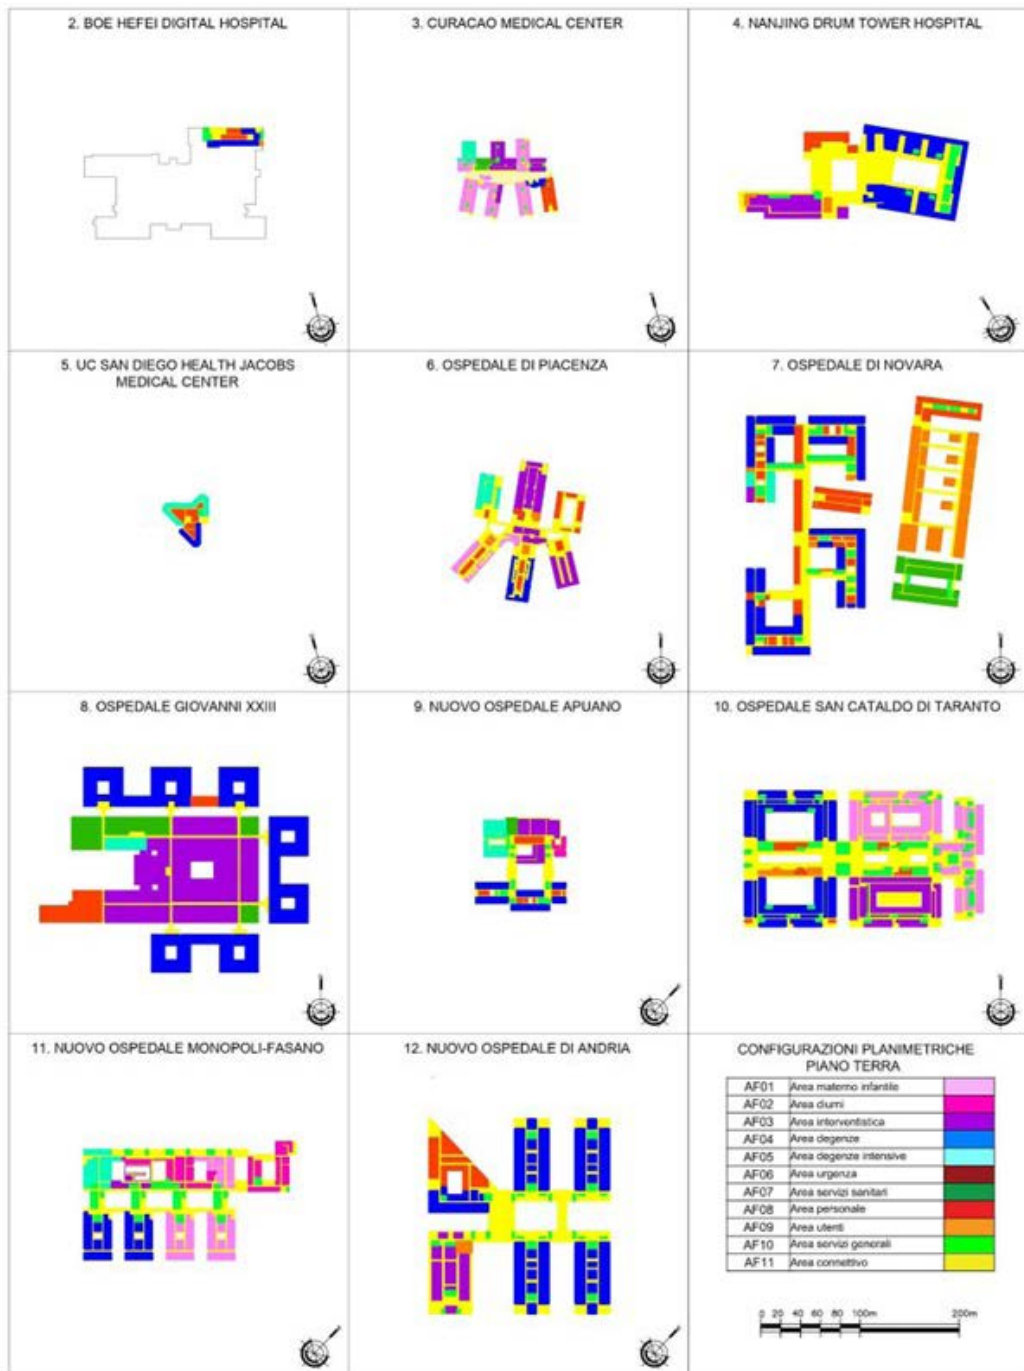 2. BOE HEFEI DIGITAL HOSPITAL
3. CURACAO MEDICAL CENTER
4. NANJING DRUM TOWER HOSPITAL
5. UC SAN DIEGO HEALTH JACOBS
MEDICAL CENTER
6. OSPEDALE DI PIACENZA
7. OSPEDALE DI NOVARA
8. OSPEDALE GIOVANNI XXIII
9. NUOVO OSPEDALE APUANO
10. OSPEDALE SAN CATALDO DI TARANTO
11. NUOVO OSPEDALE MONOPOLI-FASANO
12. NUOVO OSPEDALE DI ANDRIA
CONFIGURAZIONI PLANIMETRICHE
PIANO TERRA
AF01 Area materno infantile
AF02 Area diurni
AF03 Area interventistica
AF04 Area degenze
AF05 Area degenze intensive
AF06 Area urgenza
AF07 Area servizi sanitari
AF08 Area personale
AF09 Area utenti
AF10 Area servizi generali
AF11 Area connettivo
0 20 40 60 80 100m 200m